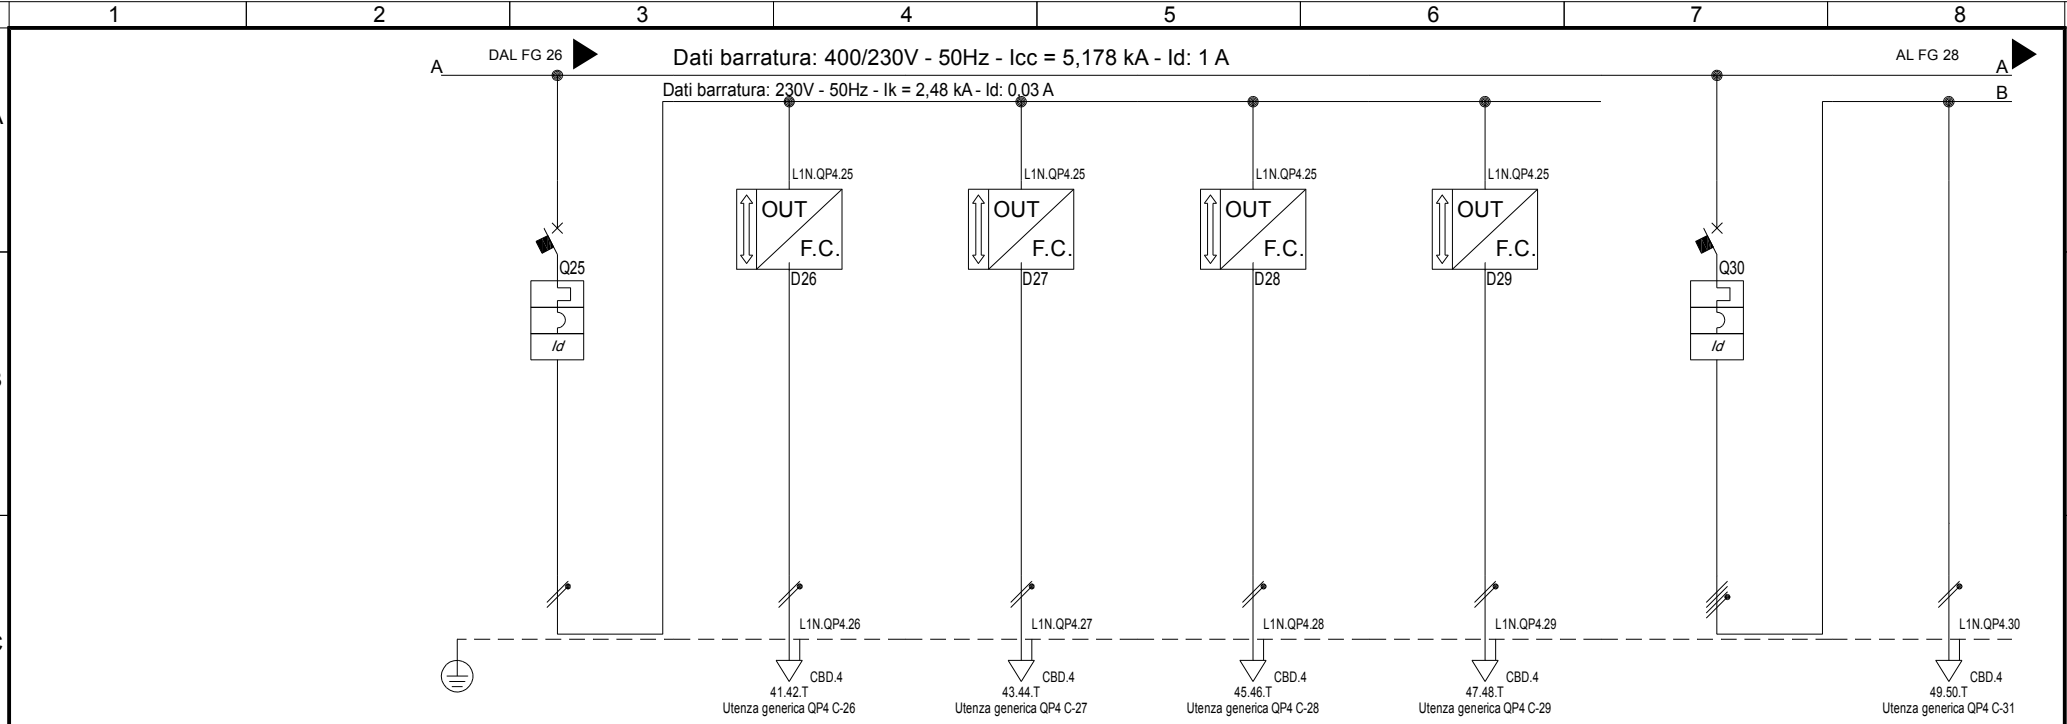 1 2 3 4 5 6 7 8
DAL FG 26
Dati barratura: 400/230V - 50Hz - Icc = 5,178 kA - Id: 1 A
AL FG 28
A
A
Dati barratura: 230V - 50Hz - Ik = 2,48 kA - Id: 0,03 A
B
L1N.QP4.25 L1N.QP4.25 L1N.QP4.25 L1N.QP4.25
OUT OUT OUT OUT
F.C. F.C. F.C. F.C.
Q25 Q30
D26 D27 D28 D29
Id Id
L1N.QP4.26 L1N.QP4.27 L1N.QP4.28 L1N.QP4.29 L1N.QP4.30
CBD.4 CBD.4 CBD.4 CBD.4 CBD.4
41.42.T 43.44.T 45.46.T 47.48.T 49.50.T
Utenza generica QP4 C-26 Utenza generica QP4 C-27 Utenza generica QP4 C-28 Utenza generica QP4 C-29 Utenza generica QP4 C-31